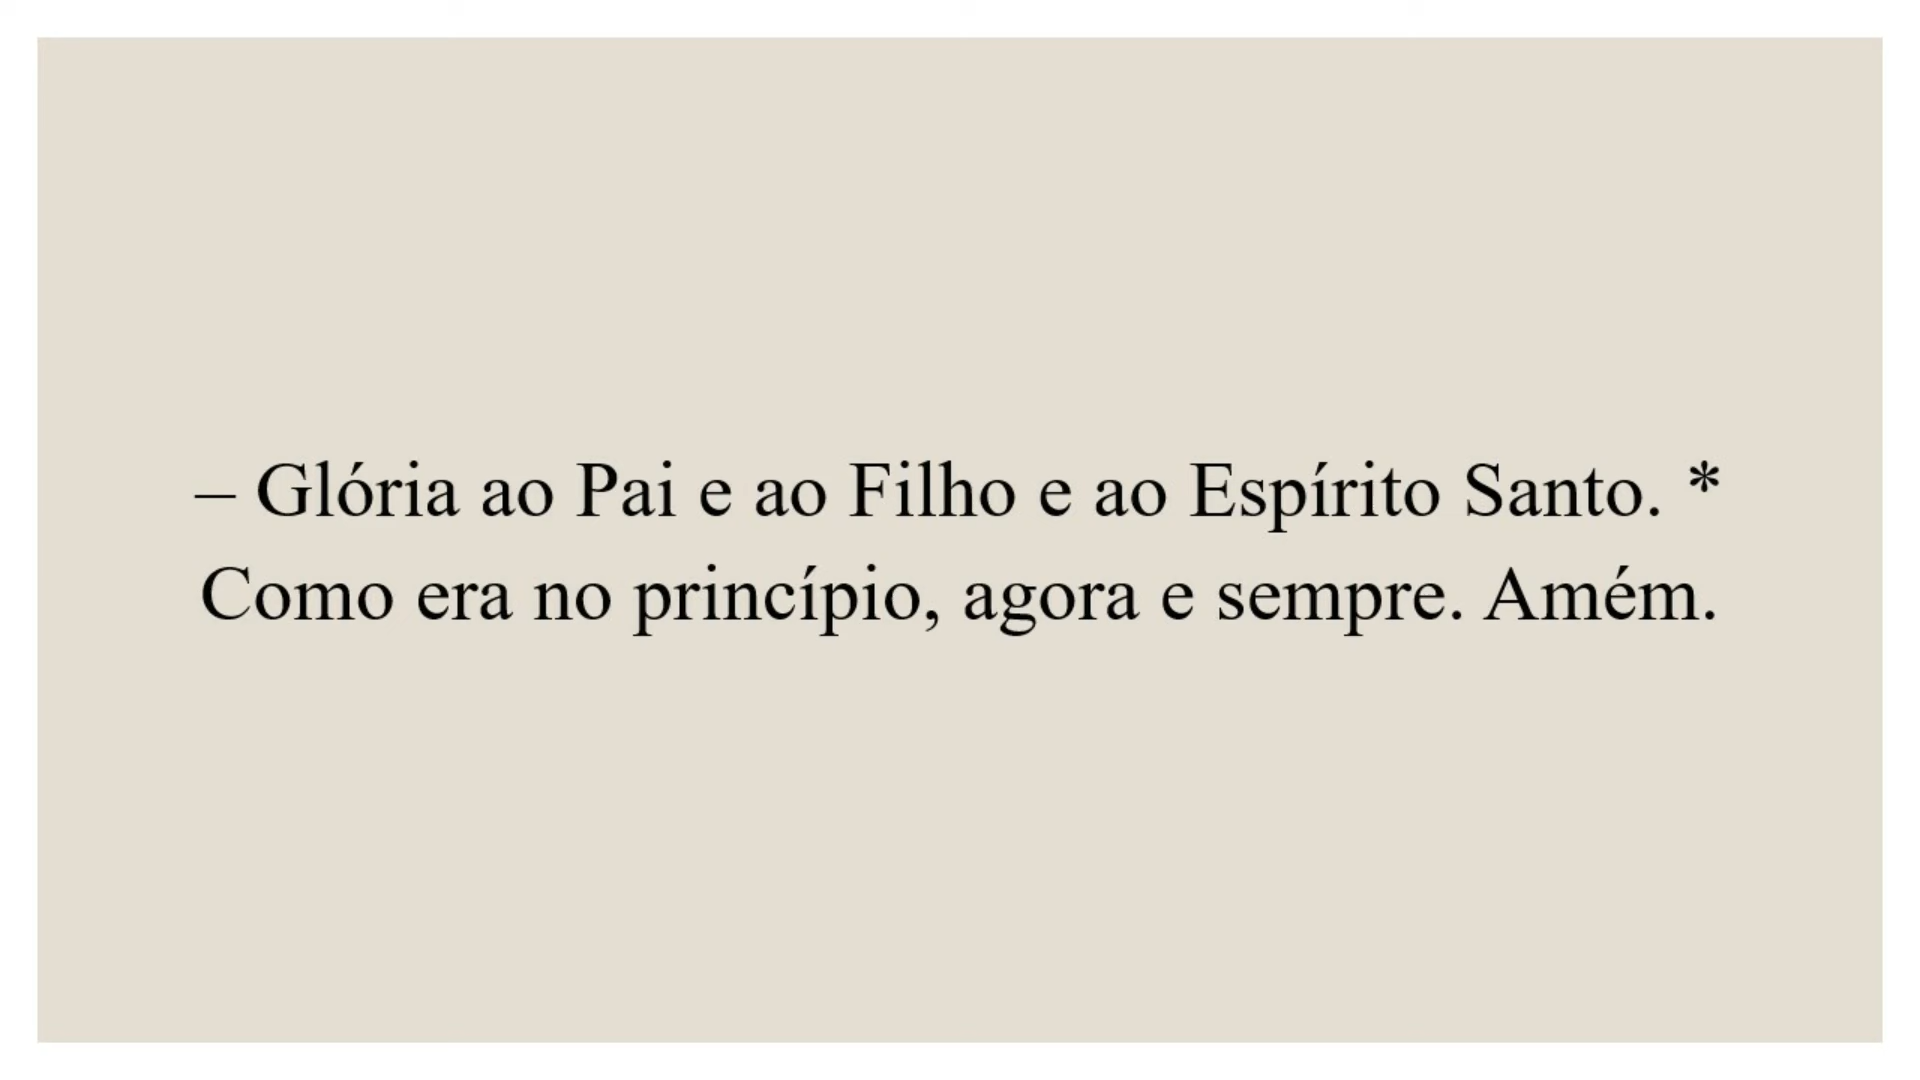 – Glória ao Pai e ao Filho e ao Espírito Santo. *
Como era no princípio, agora e sempre. Amém.